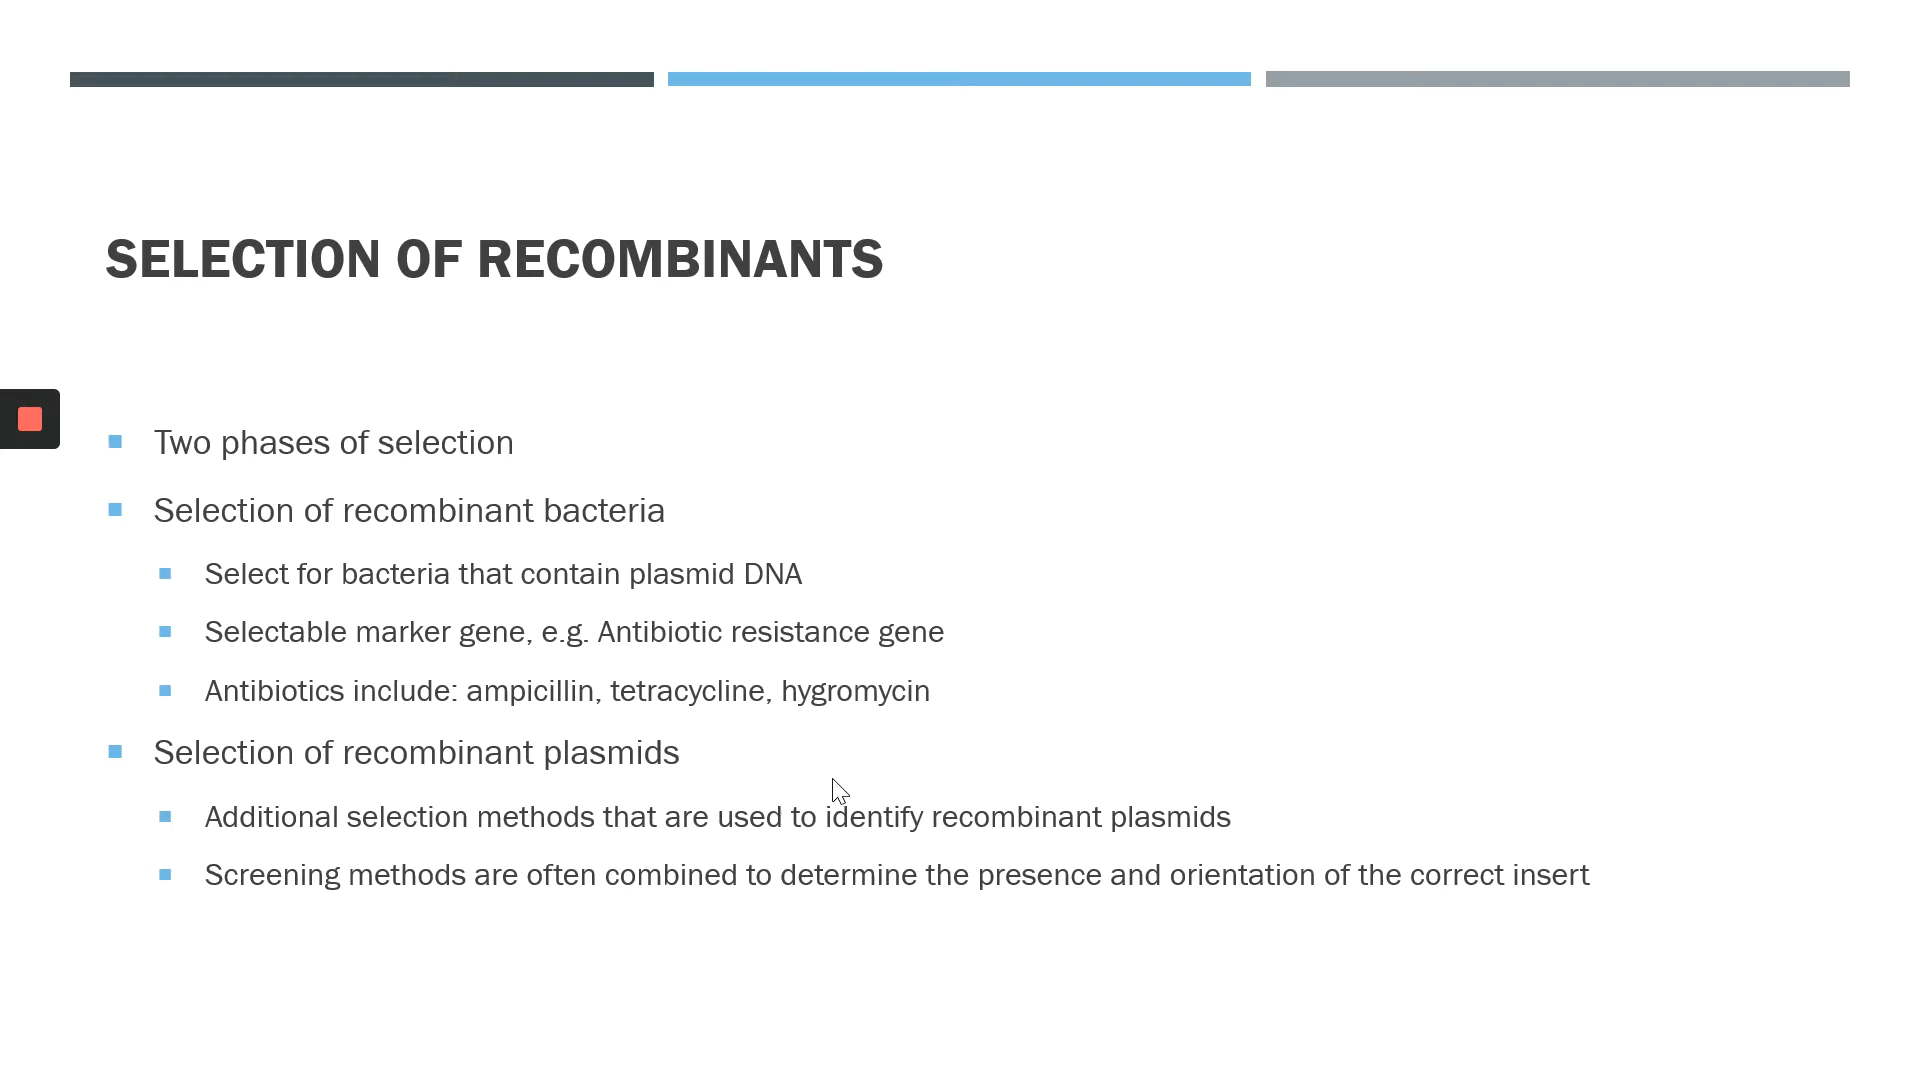 SELECTION OF RECOMBINANTS
Two phases of selection
Selection of recombinant bacteria
Select for bacteria that contain plasmid DNA
Selectable marker gene, e.g. Antibiotic resistance gene
Antibiotics include: ampicillin, tetracycline, hygromycin
Selection of recombinant plasmids
Additional selection methods that are used to identify recombinant plasmids
Screening methods are often combined to determine the presence and orientation of the correct insert